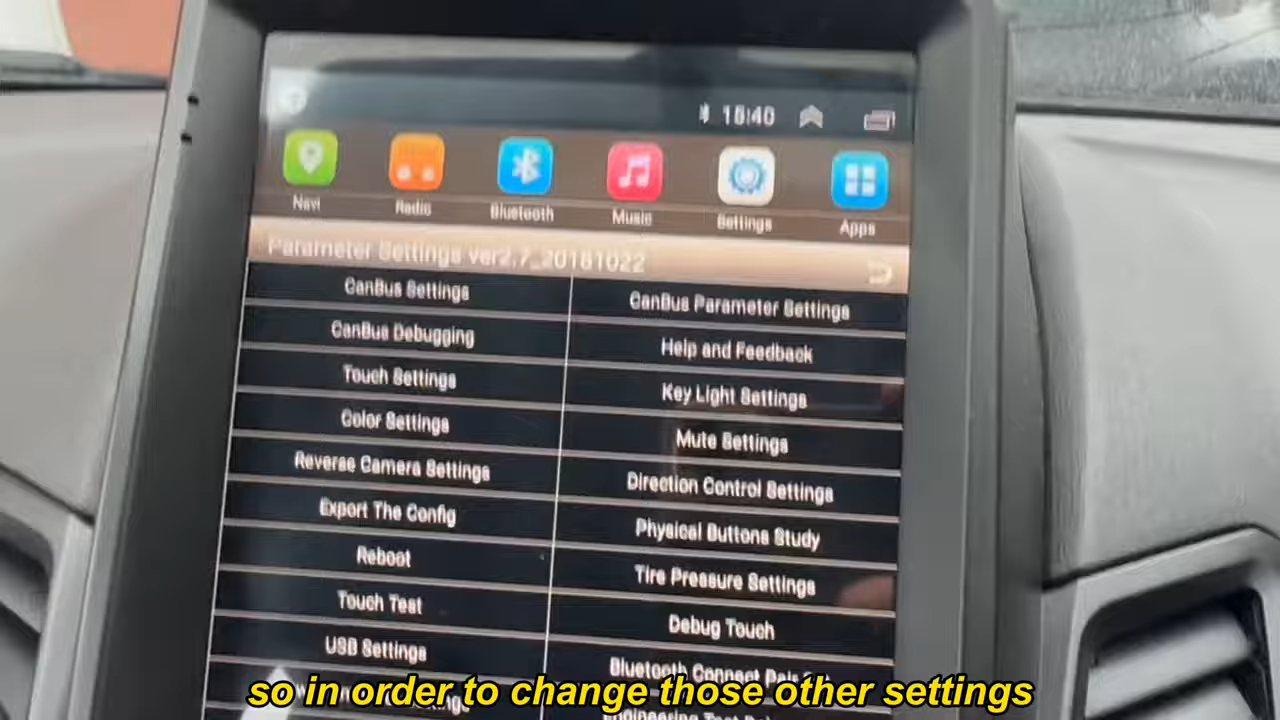 18:40
Navi
Radio
Bluetooth
Music
Settings
Apps
Parameter Settings ver2.7_20181022
CanBus Settings
CanBus Parameter Settings
CanBus Debugging
Help and Feedback
Touch Settings
Key Light Settings
Color Settings
Mute Settings
Reverse Camera Settings
Direction Control Settings
Export The Config
Physical Buttons Study
Reboot
Tire Pressure Settings
Touch Test
Debug Touch
USB Settings
Bluetooth Connect
Engineering Test
so in order to change those other settings